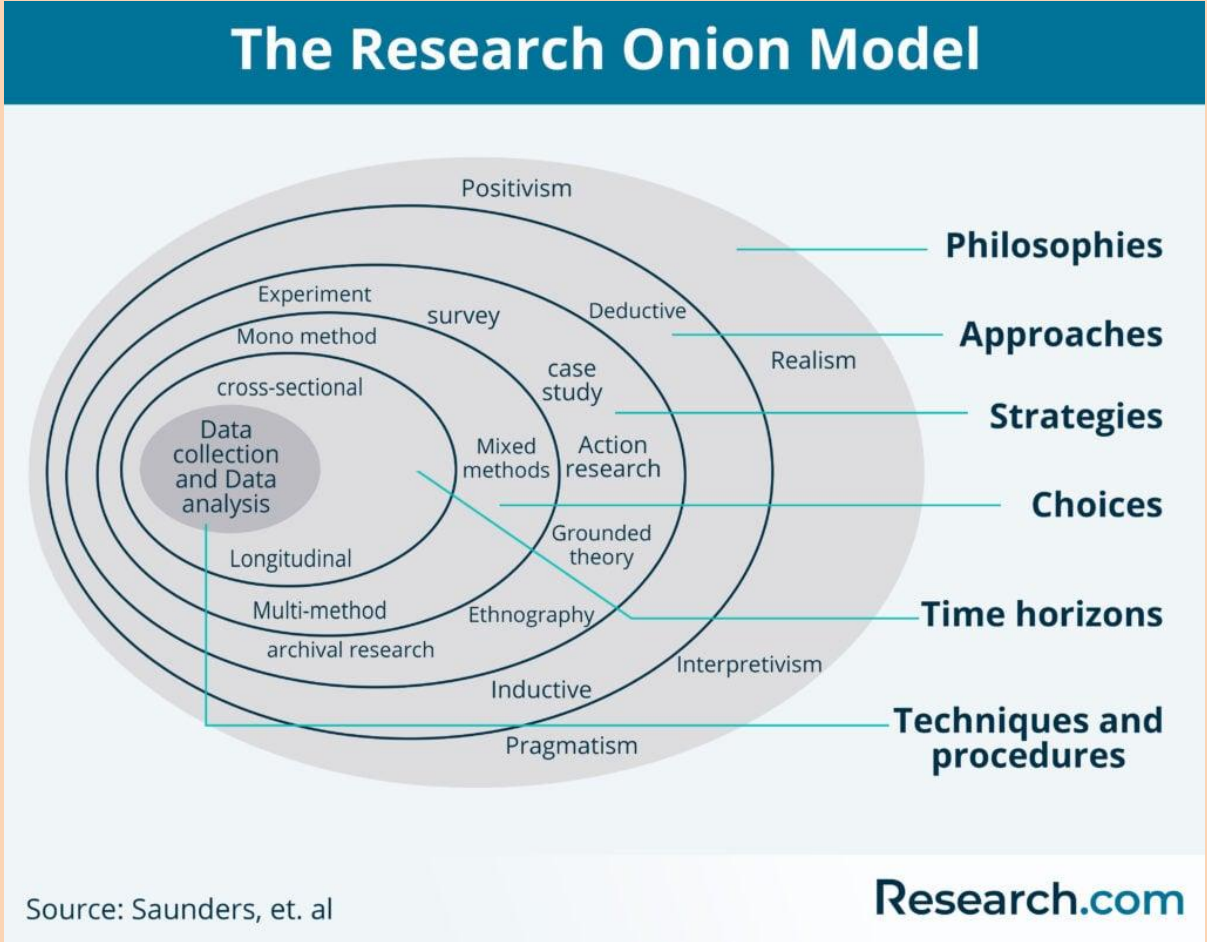 The Research Onion Model
Positivism
Philosophies
Experiment
survey
Deductive
Approaches
Mono method
Realism
case
study
cross-sectional
Strategies
Data
collection
and Data
analysis
Mixed
methods
Action
research
Choices
Grounded
theory
Longitudinal
Multi-method
Ethnography
Time horizons
archival research
Interpretivism
Inductive
Techniques and
procedures
Pragmatism
Source: Saunders, et. al
Research.com